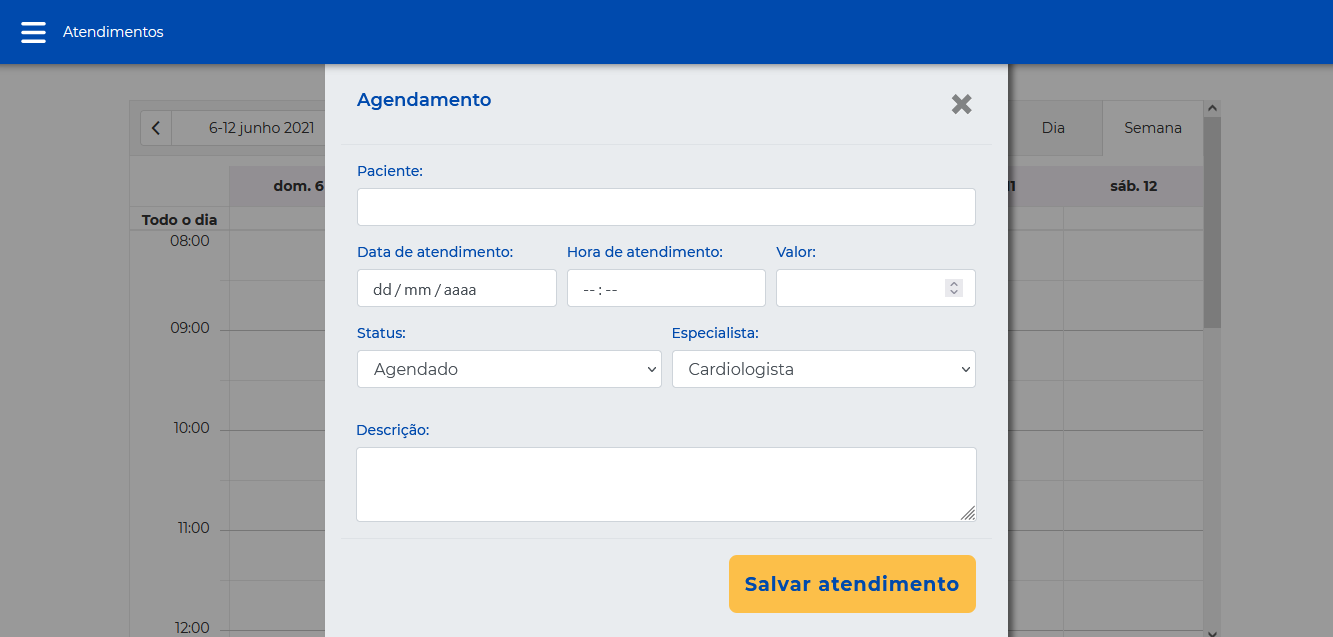 Atendimentos
Agendamento
6-12 junho 2021
Dia
Semana
Paciente:
dom. 6
11
sáb. 12
Todo o dia
08:00
Data de atendimento:
Hora de atendimento:
Valor:
dd / mm / aaaa
-- : --
09:00
Status:
Especialista:
Agendado
Cardiologista
10:00
Descrição:
11:00
Salvar atendimento
12:00